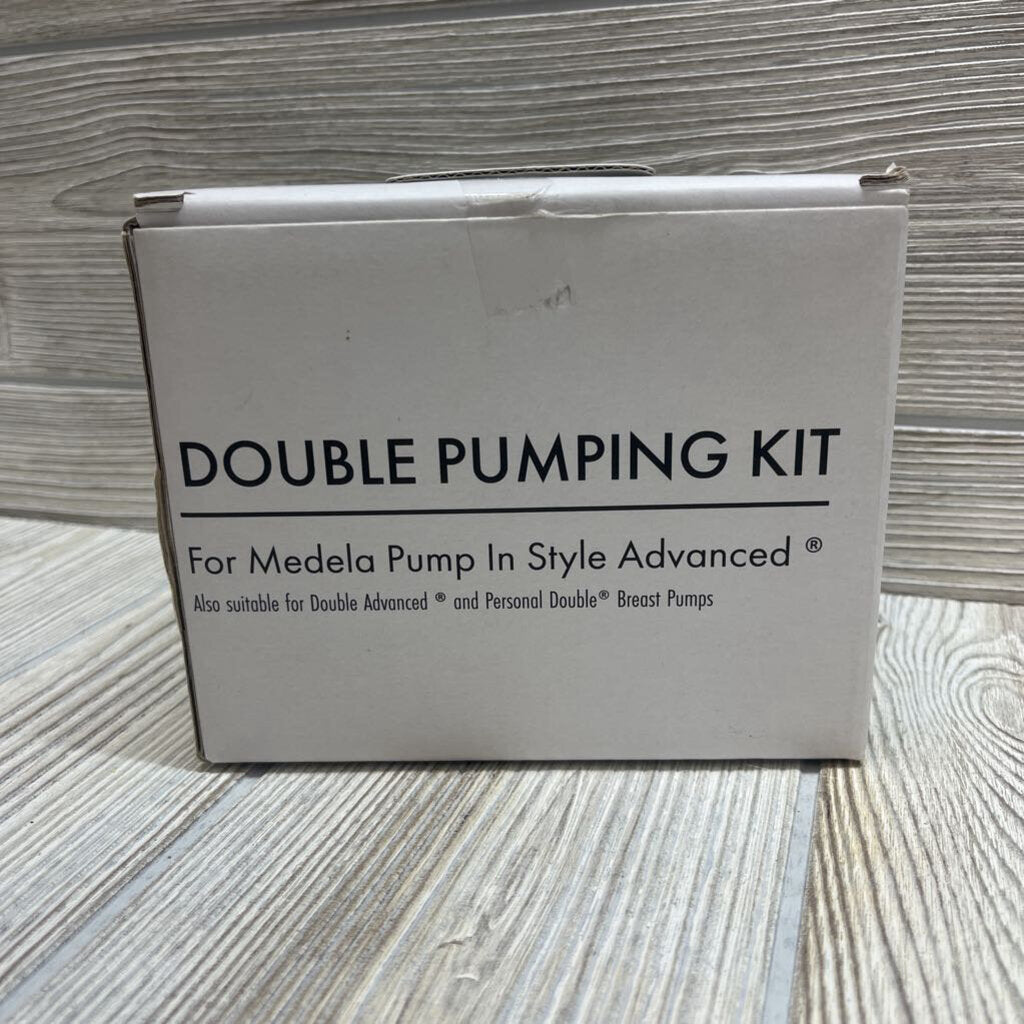 DOUBLE PUMPING KIT
For Medela Pump In Style Advanced ®
Also suitable for Double Advanced ® and Personal Double® Breast Pumps